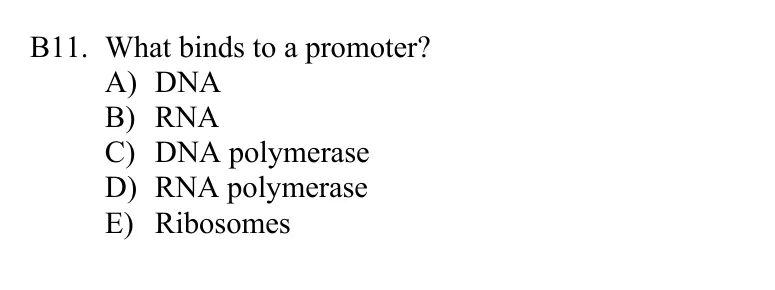 B11. What binds to a promoter?
A) DNA
B) RNA
C) DNA polymerase
D) RNA polymerase
E) Ribosomes